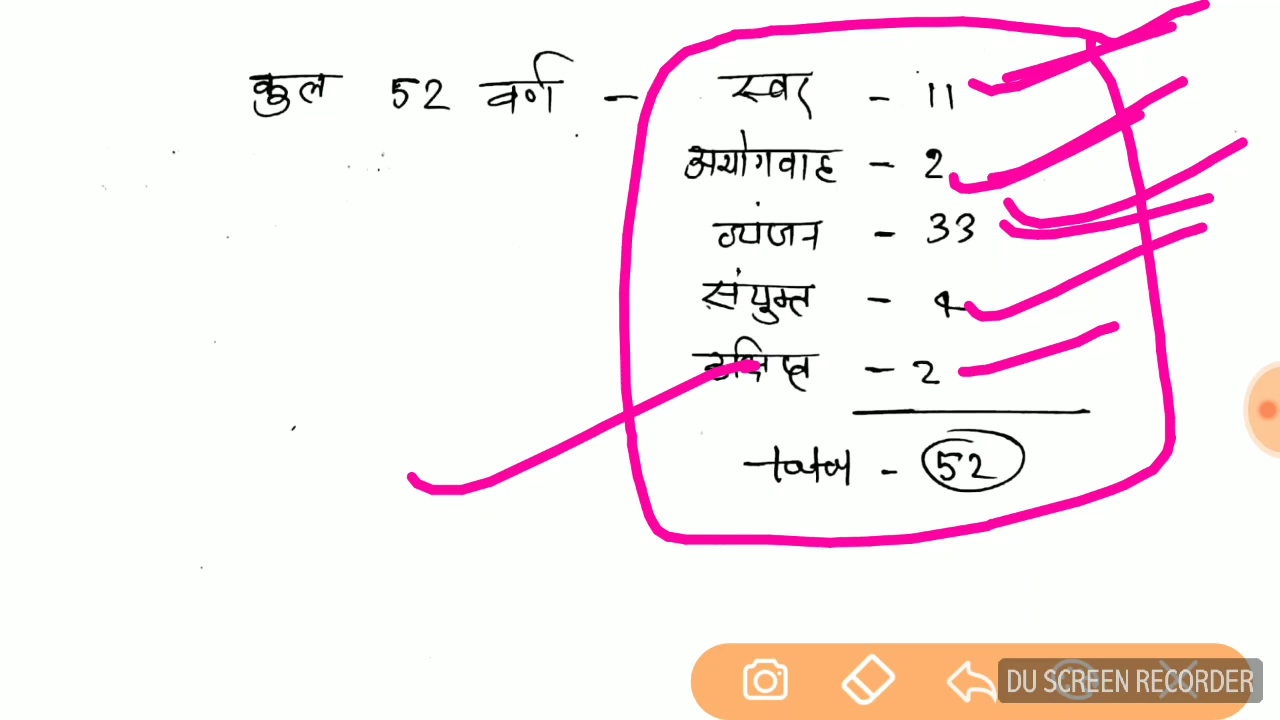 कुल 52 वर्ण - स्वर - 11
अयोगवाह - 2
व्यंजन - 33
संयुक्त - 4
- 2
total - 52
DU SCREEN RECORDER